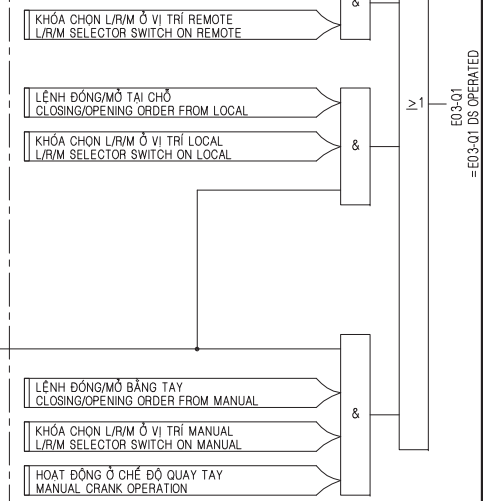 &
KHÓA CHỌN L/R/M Ở VỊ TRÍ REMOTE
L/R/M SELECTOR SWITCH ON REMOTE
LỆNH ĐÓNG/MỞ TẠI CHỖ
CLOSING/OPENING ORDER FROM LOCAL
≥1
E03-Q1
=E03-Q1 DS OPERATED
KHÓA CHỌN L/R/M Ở VỊ TRÍ LOCAL
L/R/M SELECTOR SWITCH ON LOCAL
&
LỆNH ĐÓNG/MỞ BẰNG TAY
CLOSING/OPENING ORDER FROM MANUAL
&
KHÓA CHỌN L/R/M Ở VỊ TRÍ MANUAL
L/R/M SELECTOR SWITCH ON MANUAL
HOẠT ĐỘNG Ở CHẾ ĐỘ QUAY TAY
MANUAL CRANK OPERATION